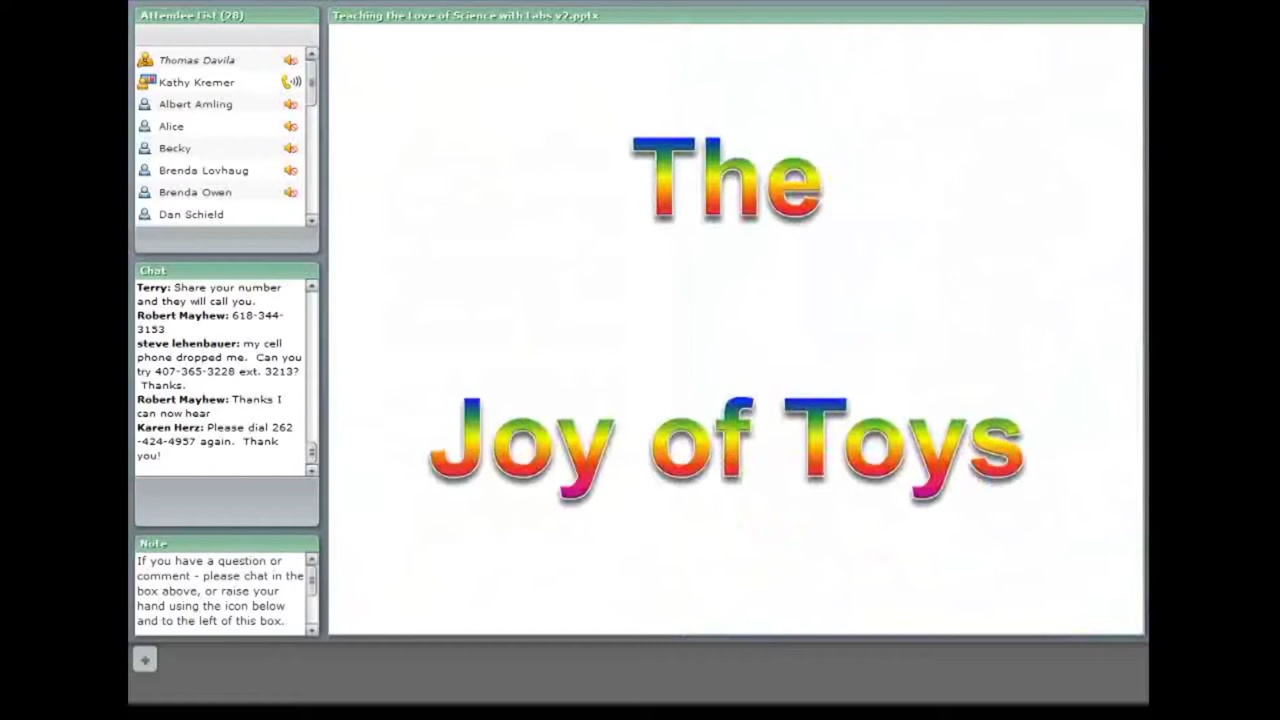 Attendee List (28)
Thomas Davila
Kathy Kremer
Albert Amling
Alice
Becky
Brenda Lovhaug
Brenda Owen
Dan Schield
Chat
Terry: Share your number
and they will call you.
Robert Mayhew: 618-344-
3153
steve lehenbauer: my cell
phone dropped me. Can you
try 407-365-3228 ext. 3213?
Thanks.
Robert Mayhew: Thanks I
can now hear
Karen Herz: Please dial 262
-424-4957 again. Thank
you!
Note
If you have a question or
comment - please chat in the
box above, or raise your
hand using the icon below
and to the left of this box.
Teaching the Love of Science with Labs v2.pptx
The
Joy of Toys